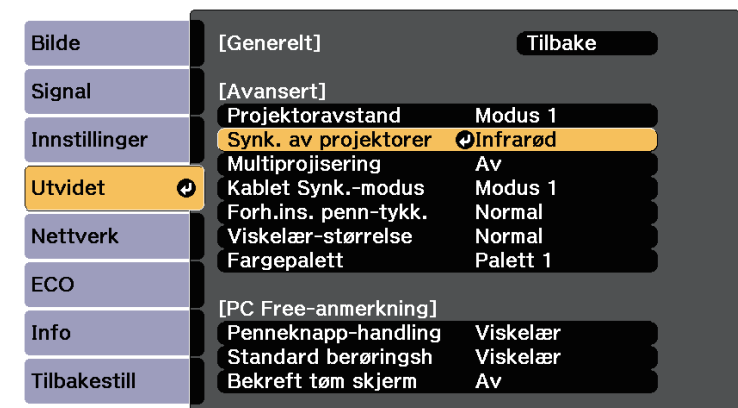 Bilde
Signal
Innstillinger
Utvidet
Nettverk
ECO
Info
Tilbakestill
[Generelt] Tilbake
[Avansert]
Projektoravstand Modus 1
Synk. av projektorer Infrarød
Multiprojisering Av
Kablet Synk.-modus Modus 1
Forh.ins. penn-tykk. Normal
Viskelær-størrelse Normal
Fargepalett Palett 1
[PC Free-anmerkning]
Penneknapp-handling Viskelær
Standard berøringsh Viskelær
Bekreft tøm skjerm Av